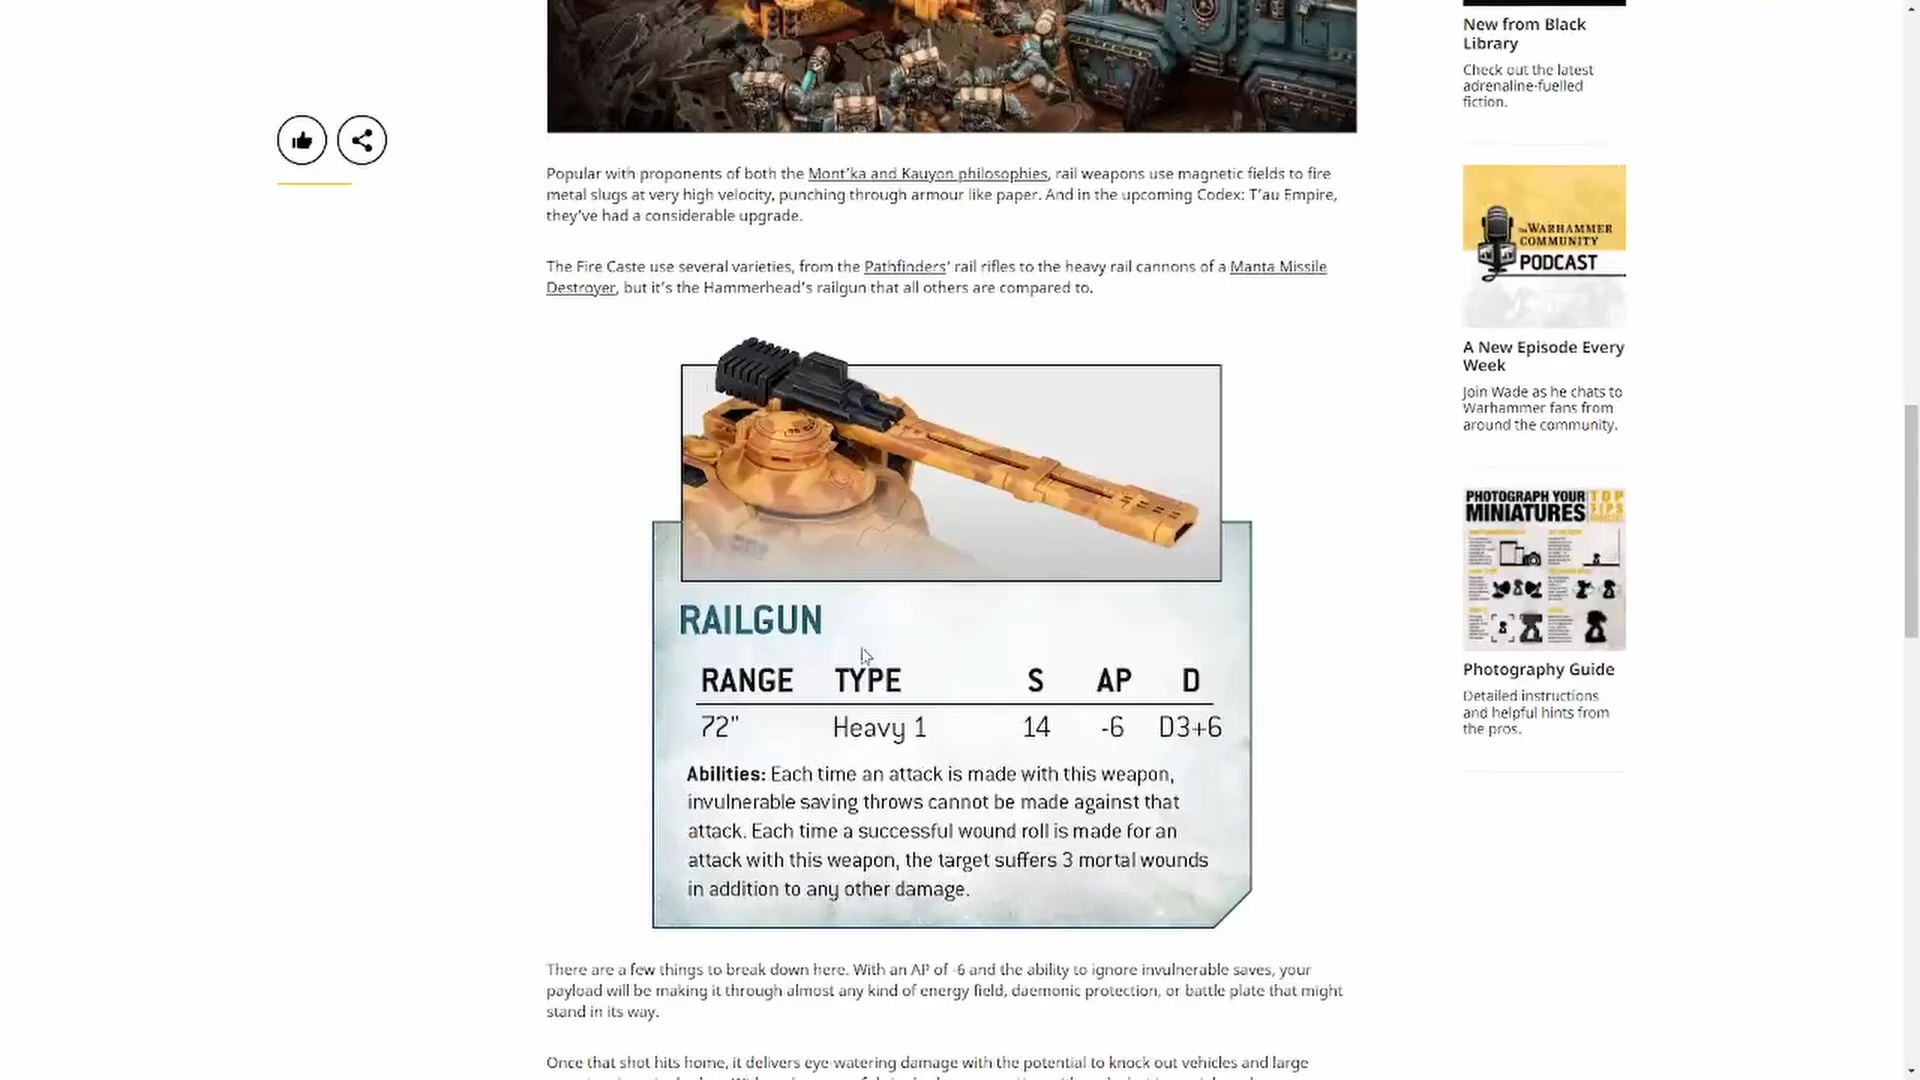 Popular with proponents of both the Mont'ka and Kauyon philosophies, rail weapons use magnetic fields to fire
metal slugs at very high velocity, punching through armour like paper. And in the upcoming Codex: T'au Empire,
they've had a considerable upgrade.
The Fire Caste use several varieties, from the Pathfinders' rail rifles to the heavy rail cannons of a Manta Missile
Destroyer, but it's the Hammerhead's railgun that all others are compared to.
RAILGUN
RANGE TYPE S AP D
72" Heavy 1 14 -6 D3+6
Abilities: Each time an attack is made with this weapon,
invulnerable saving throws cannot be made against that
attack. Each time a successful wound roll is made for an
attack with this weapon, the target suffers 3 mortal wounds
in addition to any other damage.
There are a few things to break down here. With an AP of -6 and the ability to ignore invulnerable saves, your
payload will be making it through almost any kind of energy field, daemonic protection, or battle plate that might
stand in its way.
Once that shot hits home, it delivers eye-watering damage with the potential to knock out vehicles and large
New from Black
Library
Check out the latest
adrenaline-fuelled
fiction.
The WARHAMMER
COMMUNITY
PODCAST
A New Episode Every
Week
Join Wade as he chats to
Warhammer fans from
around the community.
PHOTOGRAPH YOUR
MINIATURES
TOP
TIPS
Photography Guide
Detailed instructions
and helpful hints from
the pros.